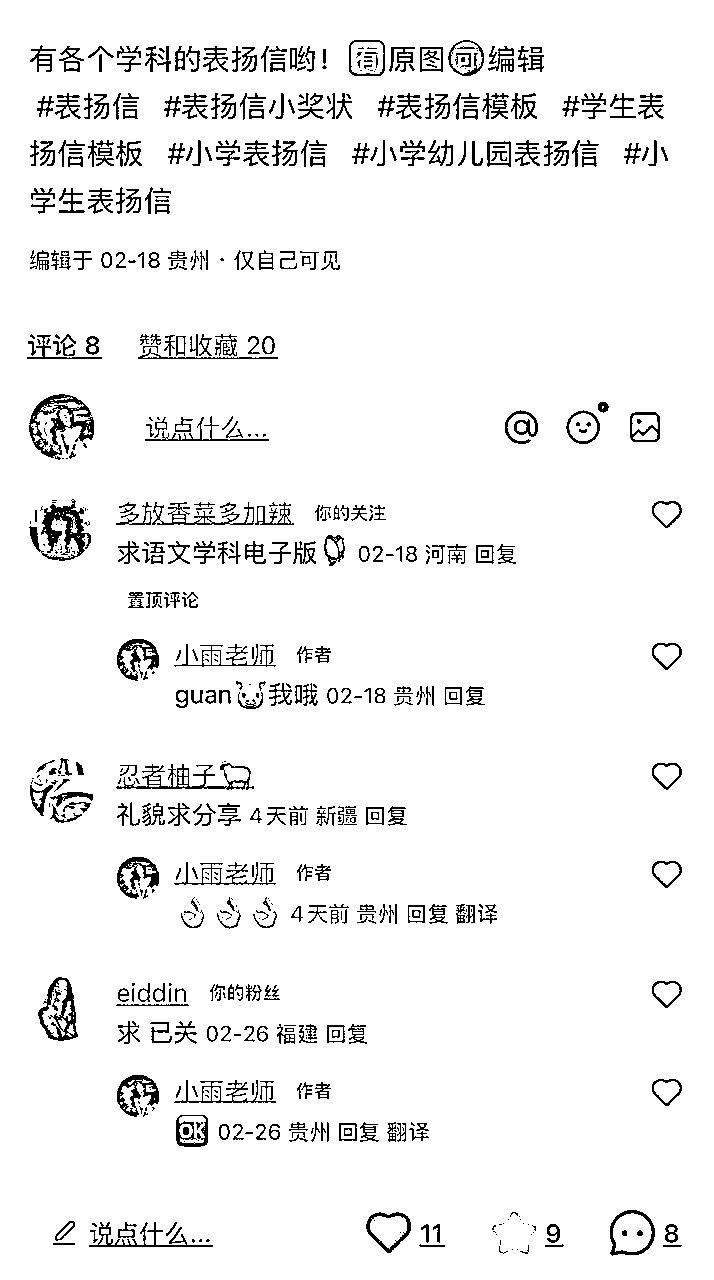 有各个学科的表扬信哟！🈶原图🉑编辑
#表扬信 #表扬信小奖状 #表扬信模板 #学生表
扬信模板 #小学表扬信 #小学幼儿园表扬信 #小
学生表扬信
编辑于 02-18 贵州 · 仅自己可见
评论 8 赞和收藏 20
说点什么...
多放香菜多加辣 你的关注
求语文学科电子版🌷 02-18 河南 回复
置顶评论
小雨老师 作者
guan🐷我哦 02-18 贵州 回复
忍者柚子🐑
礼貌求分享 4天前 新疆 回复
小雨老师 作者
👌🏻👌🏻👌🏻 4天前 贵州 回复 翻译
eiddin 你的粉丝
求 已关 02-26 福建 回复
小雨老师 作者
🆗 02-26 贵州 回复 翻译
说点什么... 11 9 8